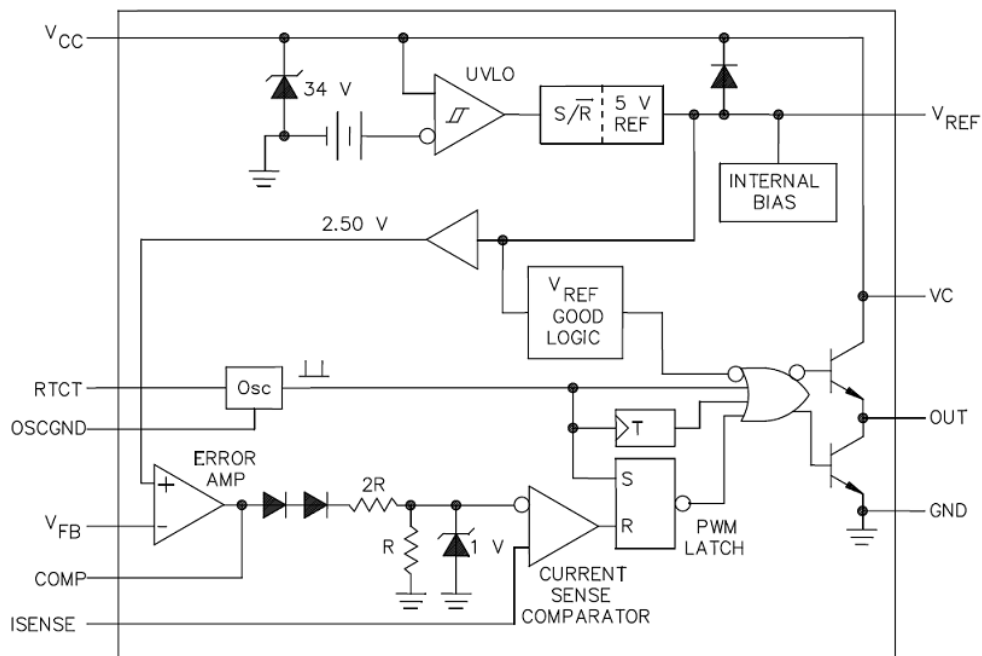 VCC
34 V
UVLO
S/R
5 V
REF
VREF
INTERNAL
BIAS
2.50 V
VREF
GOOD
LOGIC
VC
RTCT
Osc
OSCGND
OUT
T
ERROR
AMP
2R
S
VFB
R
1 V
R
PWM
LATCH
GND
COMP
CURRENT
SENSE
COMPARATOR
ISENSE